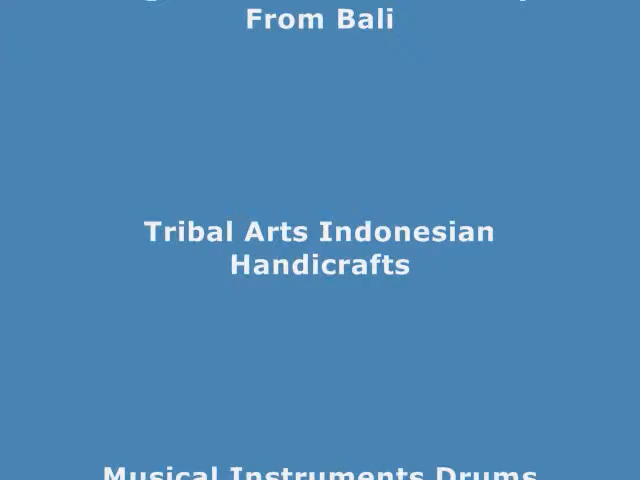 From Bali
Tribal Arts Indonesian
Handicrafts
Musical Instruments Drums